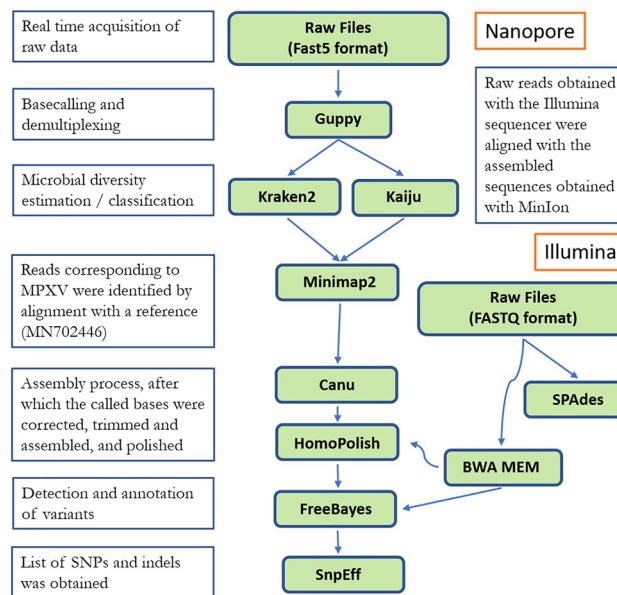 Real time acquisition of
raw data
Raw Files
(Fast5 format)
Nanopore
Basecalling and
demultiplexing
Guppy
Raw reads obtained
with the Illumina
sequencer were
aligned with the
assembled
sequences obtained
with MinIon
Microbial diversity
estimation / classification
Kraken2
Kaiju
Illumina
Reads corresponding to
MPXV were identified by
alignment with a reference
(MN702446)
Minimap2
Raw Files
(FASTQ format)
Assembly process, after
which the called bases were
corrected, trimmed and
assembled, and polished
Canu
SPAdes
HomoPolish
BWA MEM
Detection and annotation
of variants
FreeBayes
List of SNPs and indels
was obtained
SnpEff